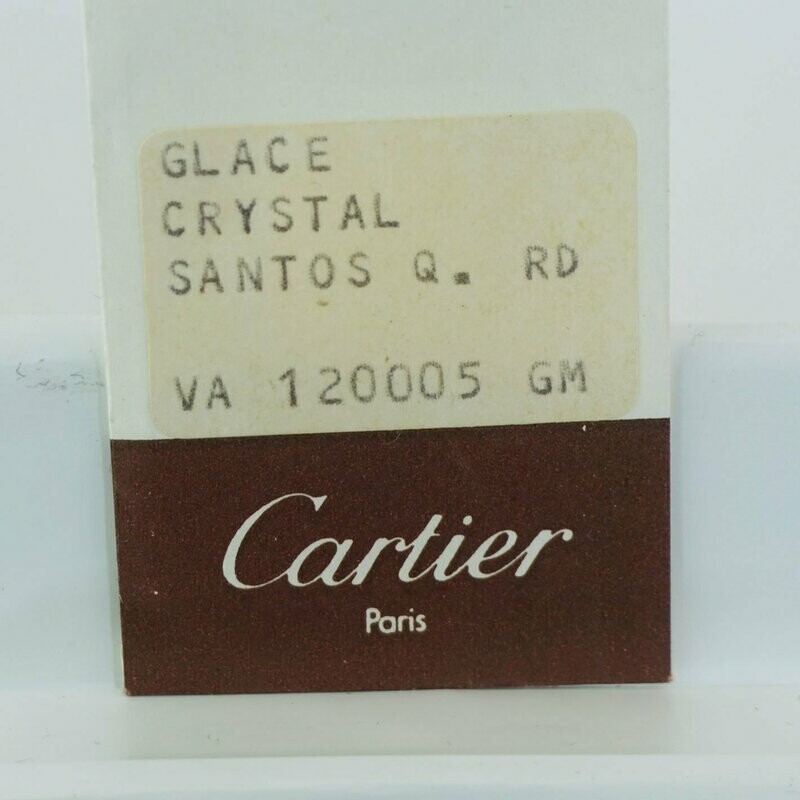 GLACE
CRYSTAL
SANTOS Q. RD
VA 120005 GM
Cartier
Paris